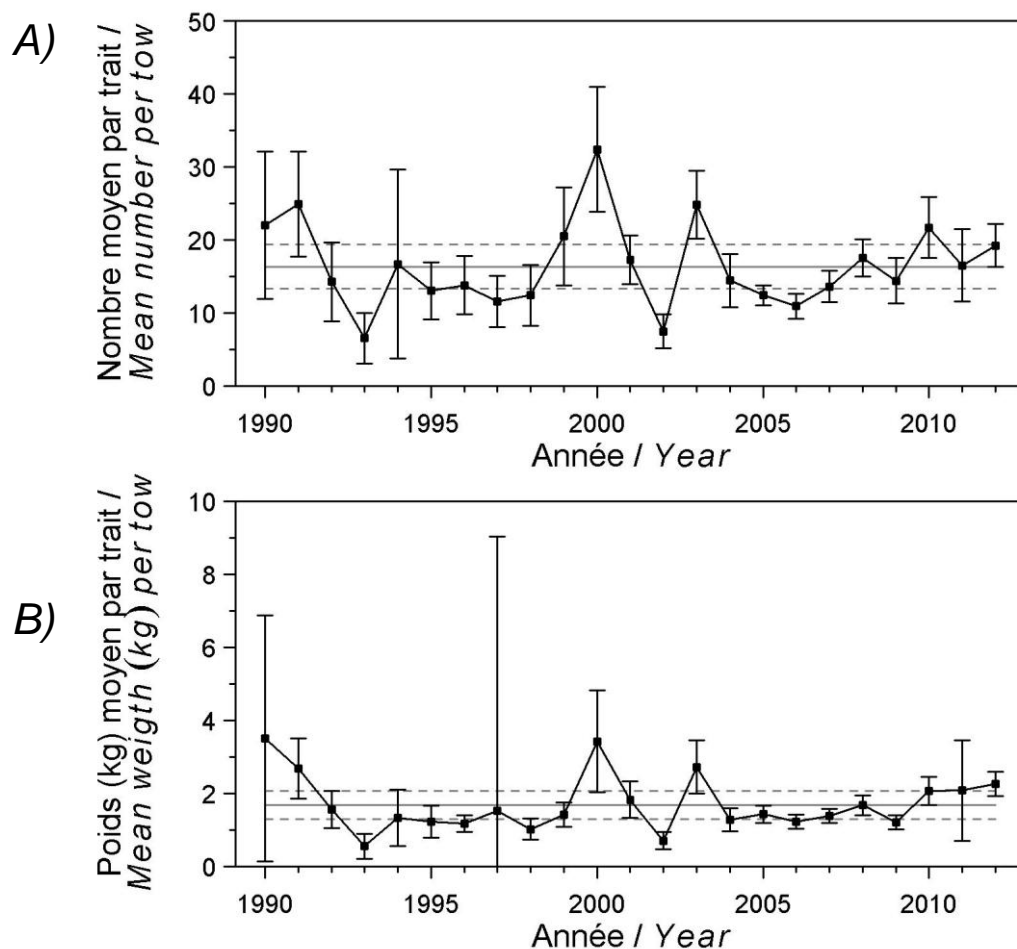 A)
Nombre moyen par trait /
Mean number per tow
50
40
30
20
10
0
1990 1995 2000 2005 2010
Année / Year
B)
Poids (kg) moyen par trait /
Mean weigth (kg) per tow
10
8
6
4
2
0
1990 1995 2000 2005 2010
Année / Year